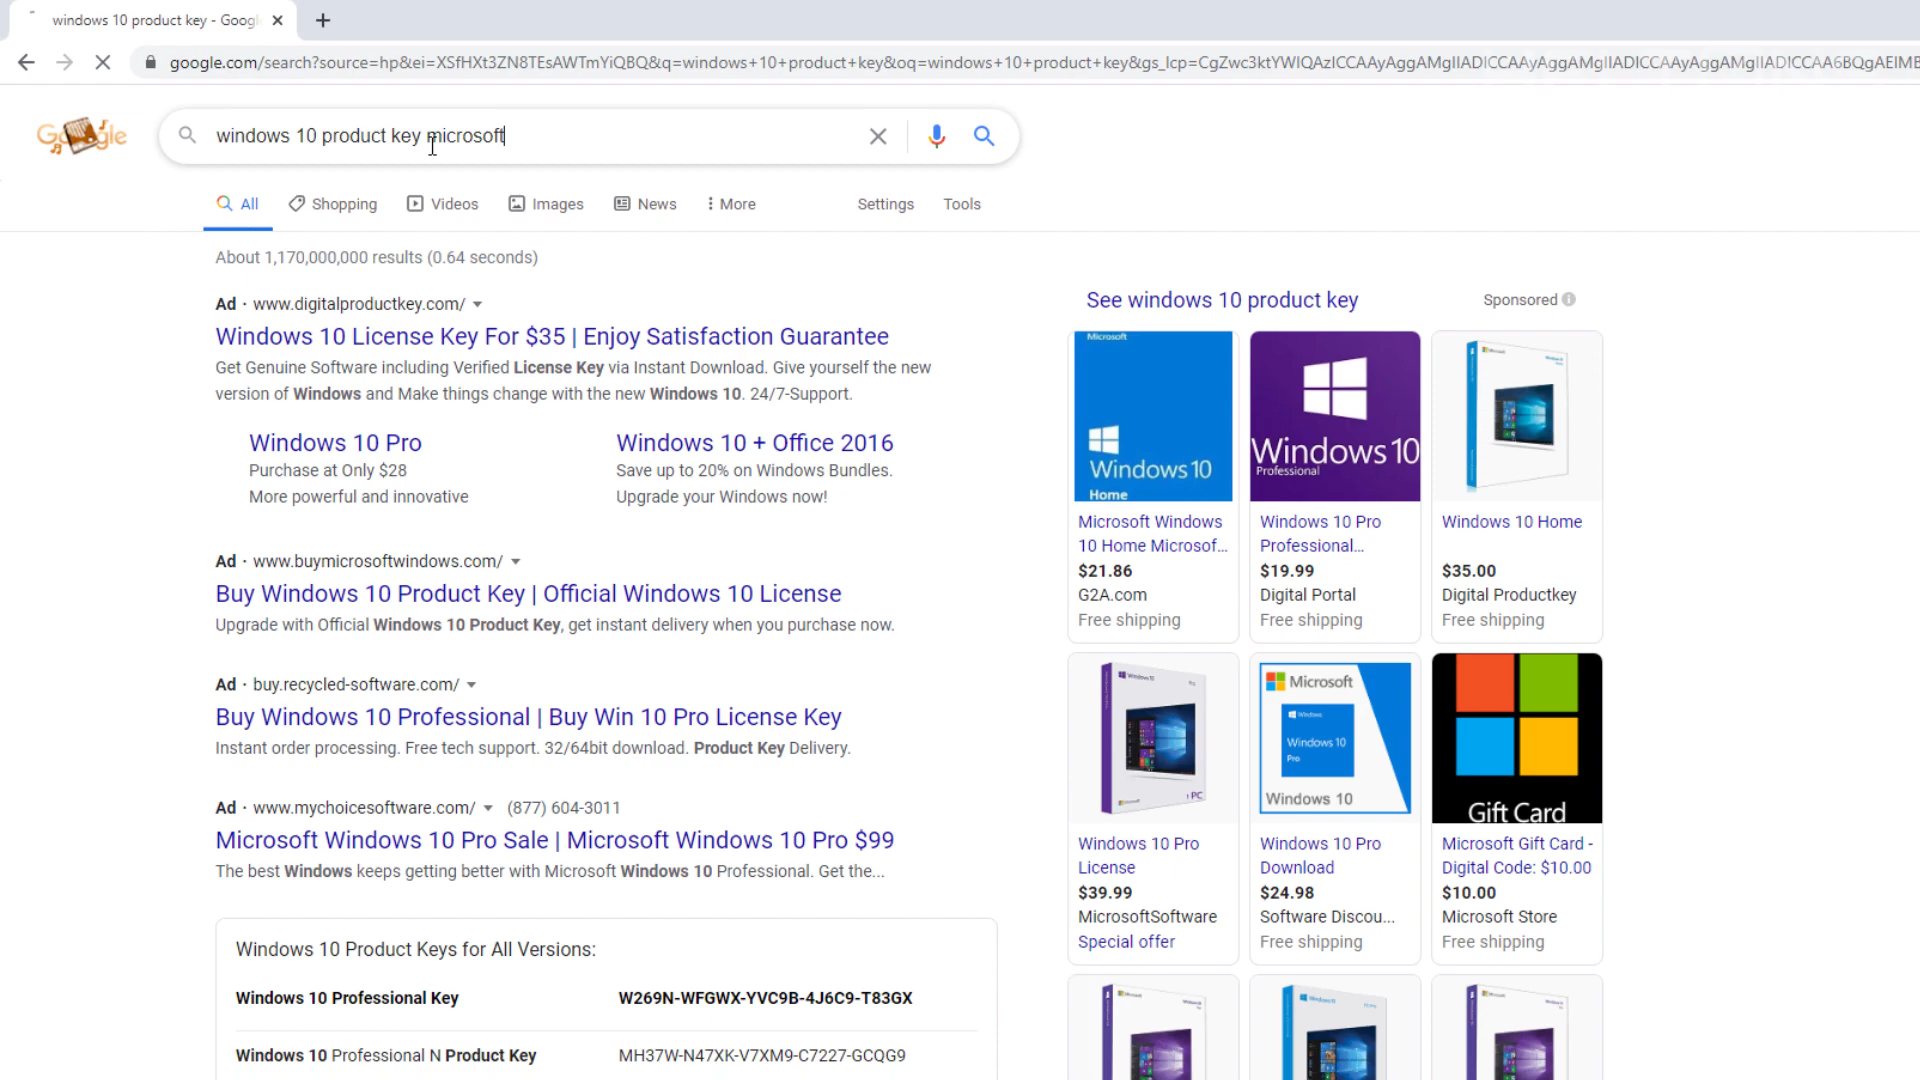 windows 10 product key - Googl
google.com/search?source=hp&ei=XSfHXt3ZN8TEsAWTmYiQBQ&q=windows+10+product+key&oq=windows+10+product+key&gs_lcp=
Google
windows 10 product key microsoft
All
Shopping
Videos
Images
News
More
Settings
Tools
About 1,170,000,000 results (0.64 seconds)
Ad · www.digitalproductkey.com/
Windows 10 License Key For $35 | Enjoy Satisfaction Guarantee
Get Genuine Software including Verified License Key via Instant Download. Give yourself the new
version of Windows and Make things change with the new Windows 10. 24/7-Support.
Windows 10 Pro
Purchase at Only $28
More powerful and innovative
Windows 10 + Office 2016
Save up to 20% on Windows Bundles.
Upgrade your Windows now!
Ad · www.buymicrosoftwindows.com/
Buy Windows 10 Product Key | Official Windows 10 License
Upgrade with Official Windows 10 Product Key, get instant delivery when you purchase now.
Ad · buy.recycled-software.com/
Buy Windows 10 Professional | Buy Win 10 Pro License Key
Instant order processing. Free tech support. 32/64bit download. Product Key Delivery.
Ad · www.mychoicesoftware.com/ (877) 604-3011
Microsoft Windows 10 Pro Sale | Microsoft Windows 10 Pro $99
The best Windows keeps getting better with Microsoft Windows 10 Professional. Get the...
Windows 10 Product Keys for All Versions:
Windows 10 Professional Key W269N-WFGWX-YVC9B-4J6C9-T83GX
Windows 10 Professional N Product Key MH37W-N47XK-V7XM9-C7227-GCQG9
See windows 10 product key
Sponsored
Microsoft
Windows 10
Home
Microsoft Windows
10 Home Microsof...
$21.86
G2A.com
Free shipping
Windows 10
Professional
Windows 10 Pro
Professional...
$19.99
Digital Portal
Free shipping
Windows 10 Home
$35.00
Digital Productkey
Free shipping
1 PC
Windows 10 Pro
License
$39.99
MicrosoftSoftware
Special offer
Microsoft
Windows
Windows 10
Pro
Windows 10
Windows 10 Pro
Download
$24.98
Software Discou...
Free shipping
Gift Card
Microsoft Gift Card -
Digital Code: $10.00
$10.00
Microsoft Store
Free shipping